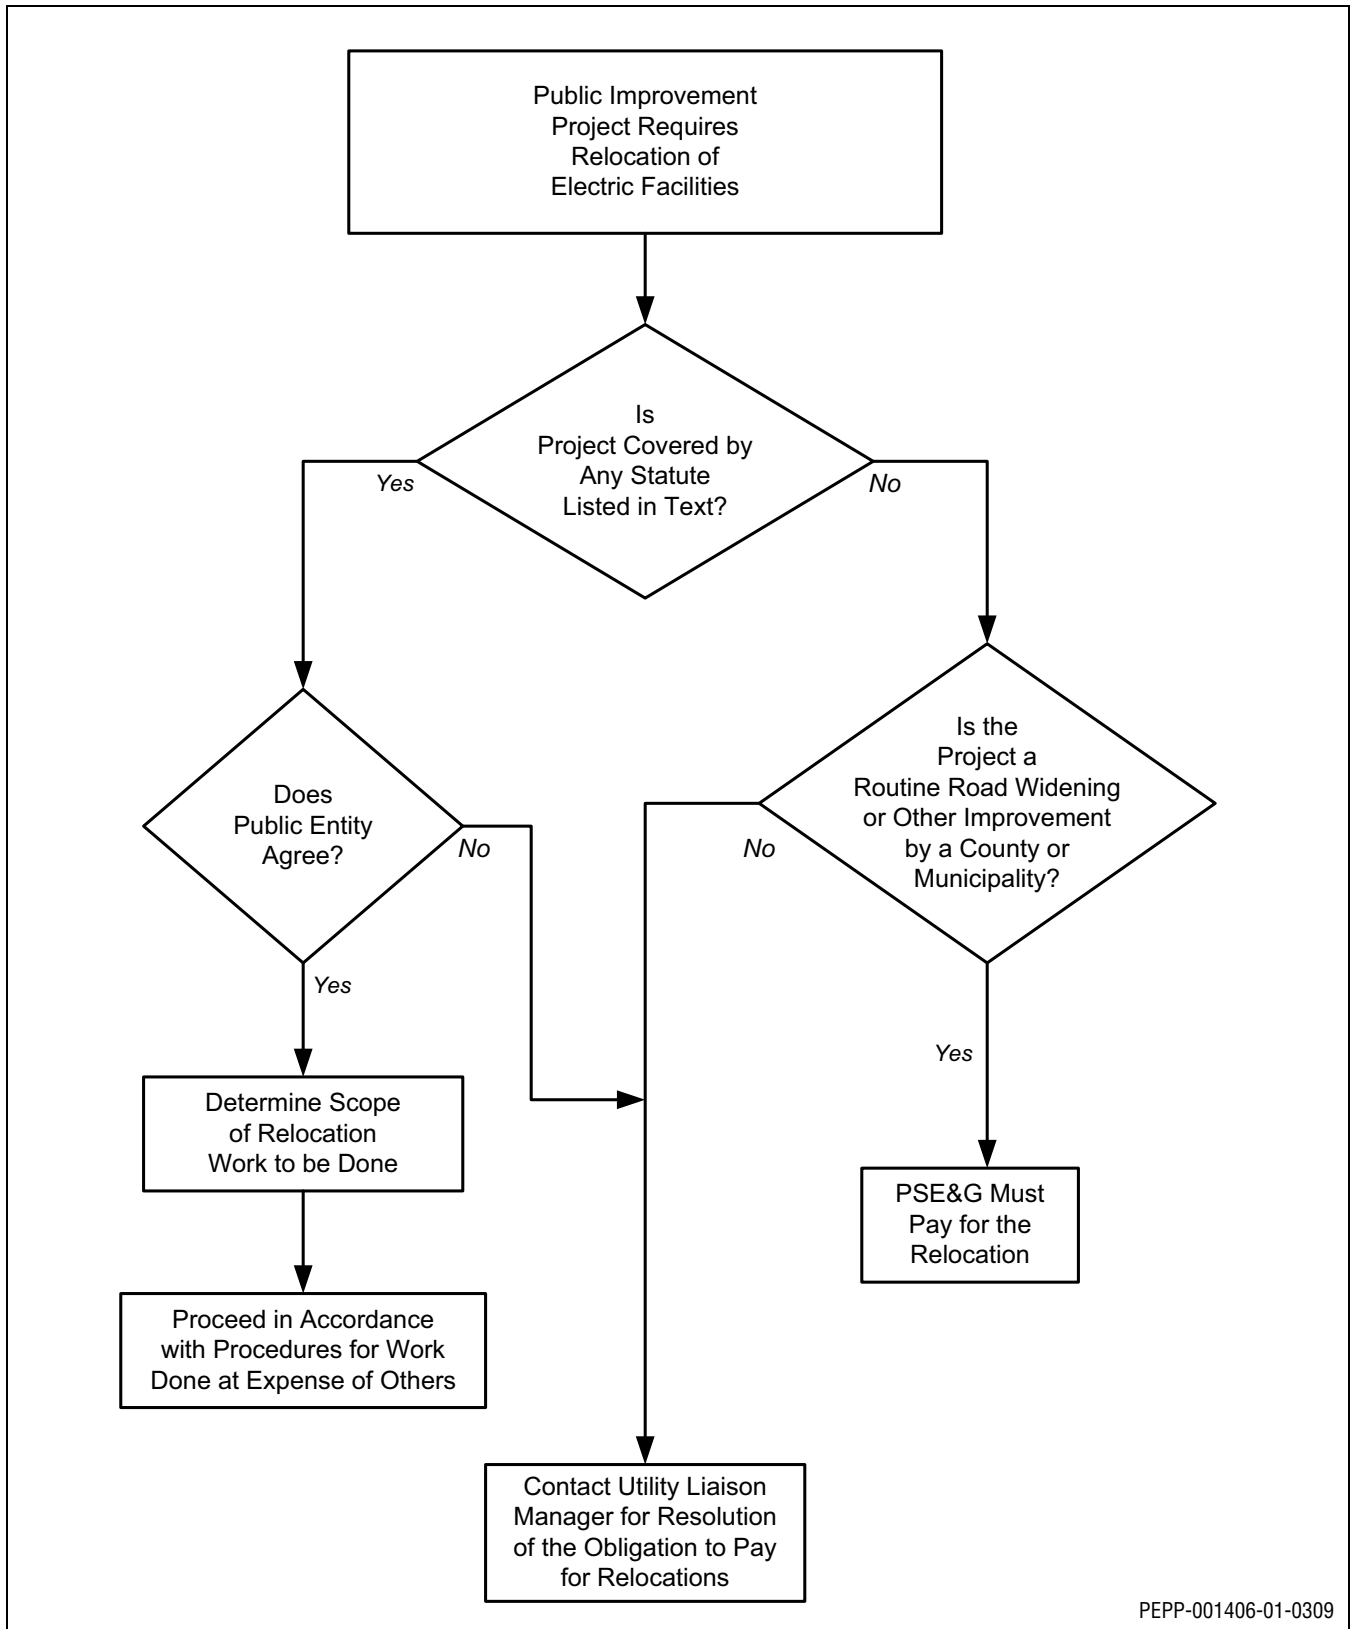 Public Improvement
Project Requires
Relocation of
Electric Facilities
Is
Project Covered by
Any Statute
Listed in Text?
Yes
No
Does
Public Entity
Agree?
No
Yes
Is the
Project a
Routine Road Widening
or Other Improvement
by a County or
Municipality?
No
Yes
Determine Scope
of Relocation
Work to be Done
PSE&G Must
Pay for the
Relocation
Proceed in Accordance
with Procedures for Work
Done at Expense of Others
Contact Utility Liaison
Manager for Resolution
of the Obligation to Pay
for Relocations
PEPP-001406-01-0309